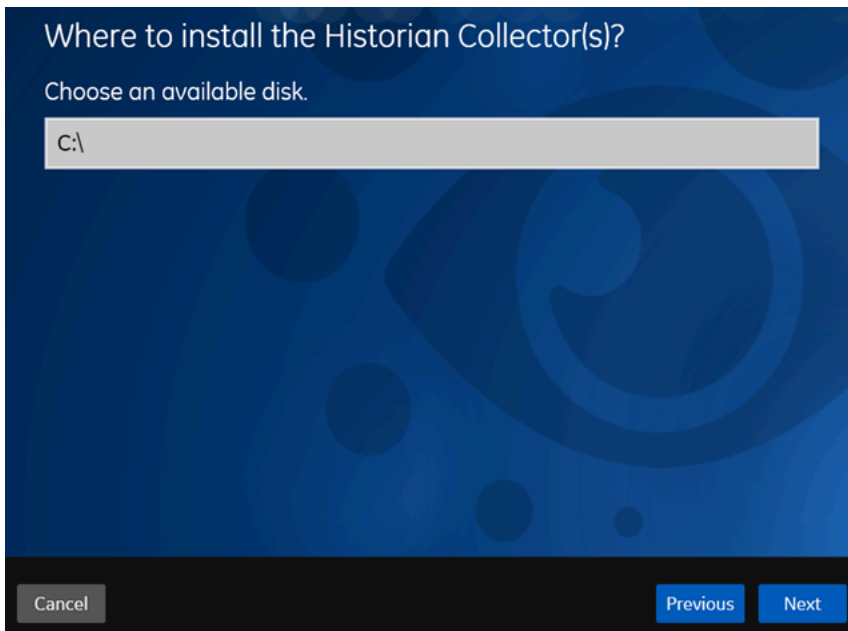 Where to install the Historian Collector(s)?
Choose an available disk.
C:\
Cancel
Previous
Next